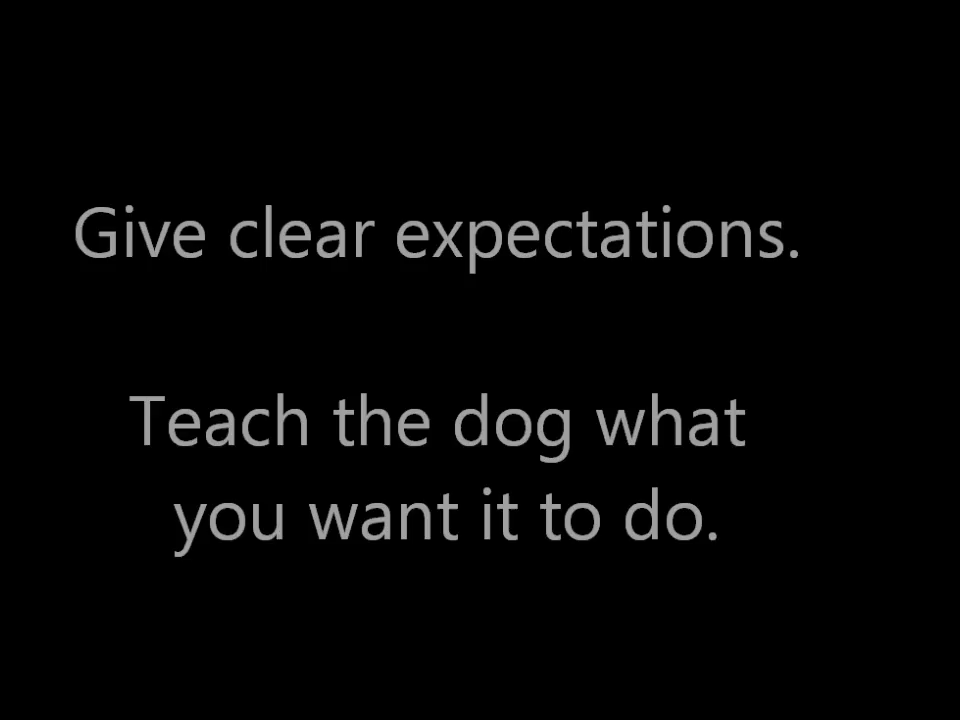 Give clear expectations.
Teach the dog what
you want it to do.